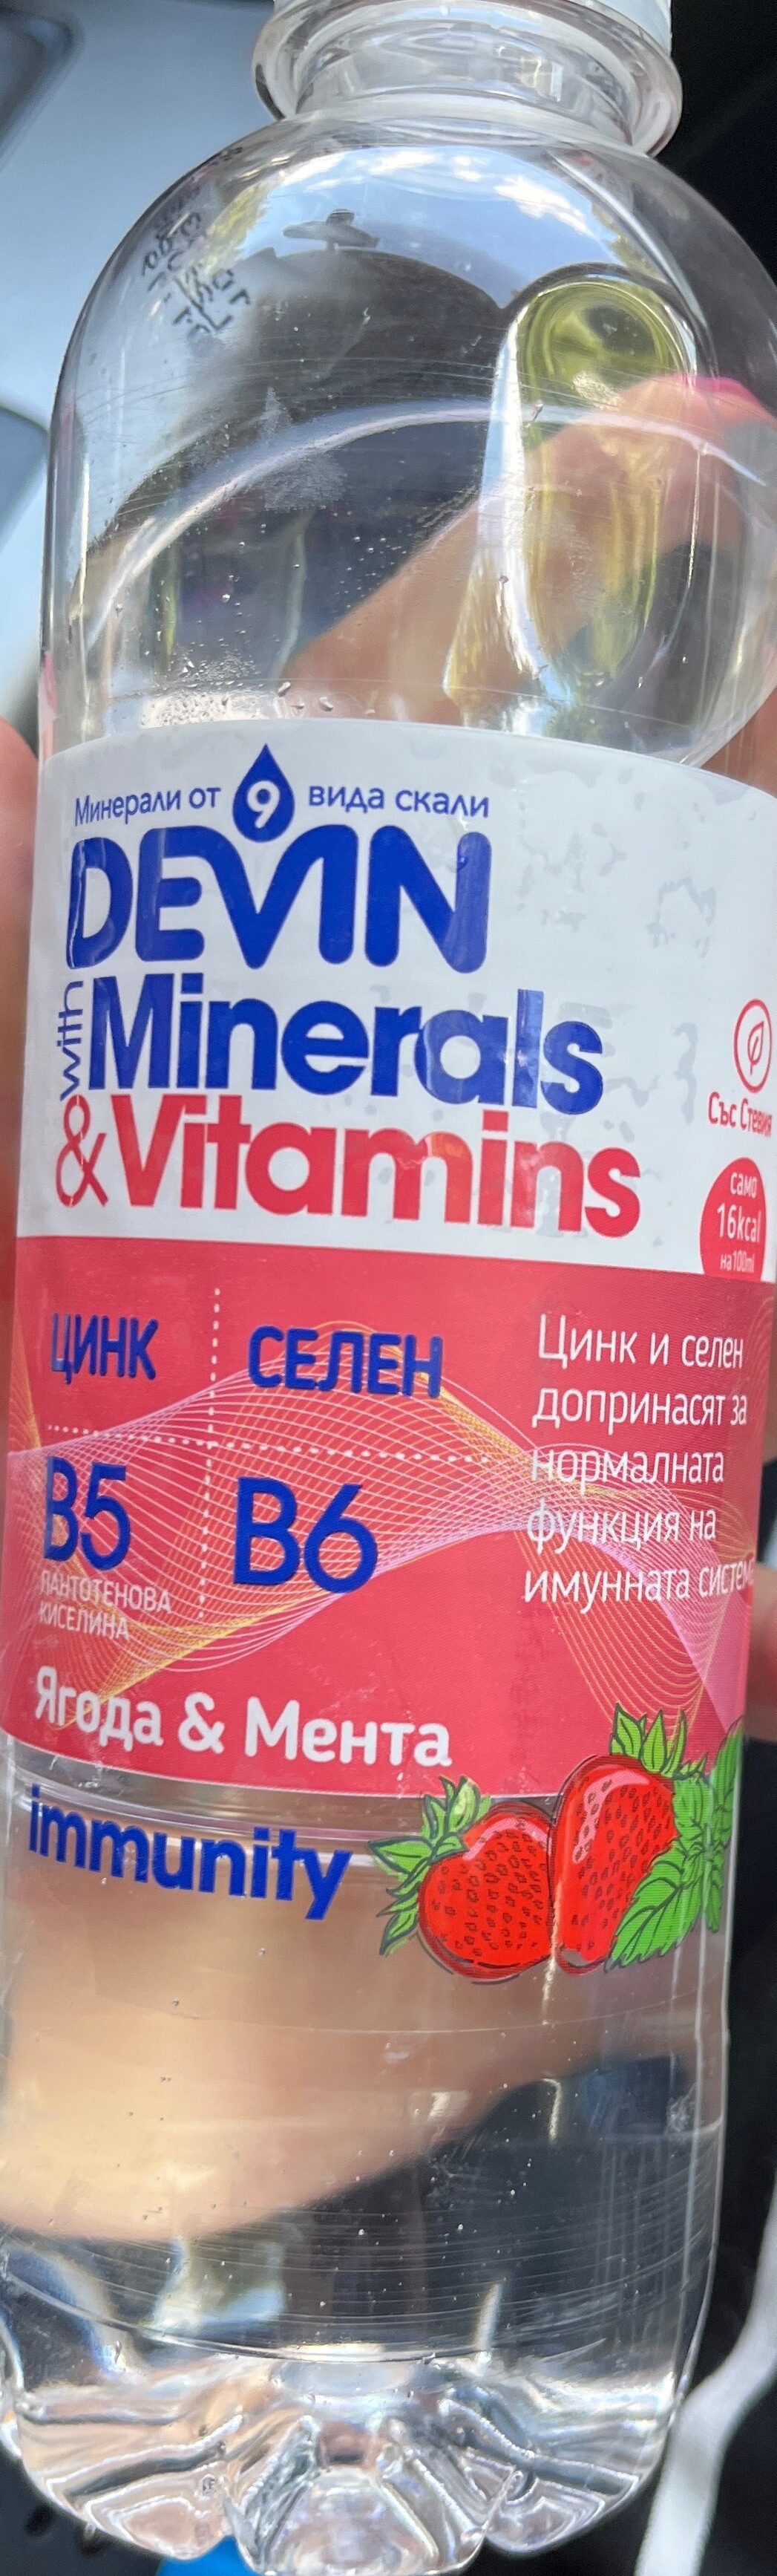 Минерали от 9 вида скали
DEVIN
with Minerals
& Vitamins
Със Стевия
само
16kcal
на100ml
ЦИНК
СЕЛЕН
B5
ПАНТОТЕНОВА
КИСЕЛИНА
B6
Цинк и селен
допринасят за
нормалната
функция на
имунната
Ягода & Мента
immunity